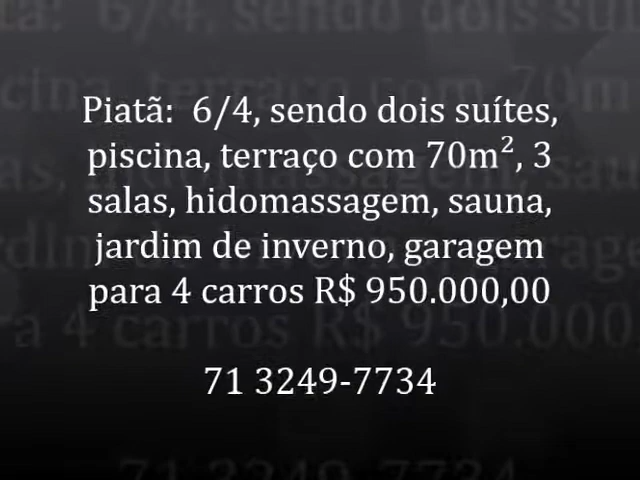 Piatã:  6/4, sendo dois suítes,
piscina, terraço com 70m², 3
salas, hidomassagem, sauna,
jardim de inverno, garagem
para 4 carros R$ 950.000,00
71 3249-7734